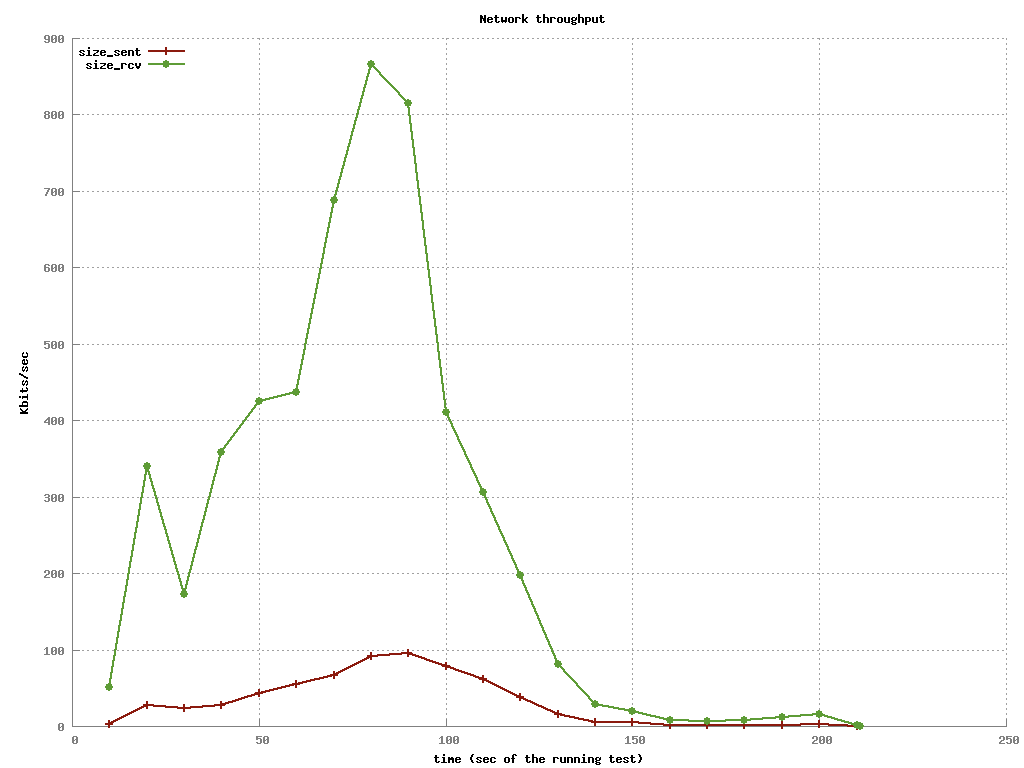 Network throughput
900
800
700
600
500
400
300
200
100
0
size_sent
size_rcv
Kbits/sec
0 50 100 150 200 250
time (sec of the running test)